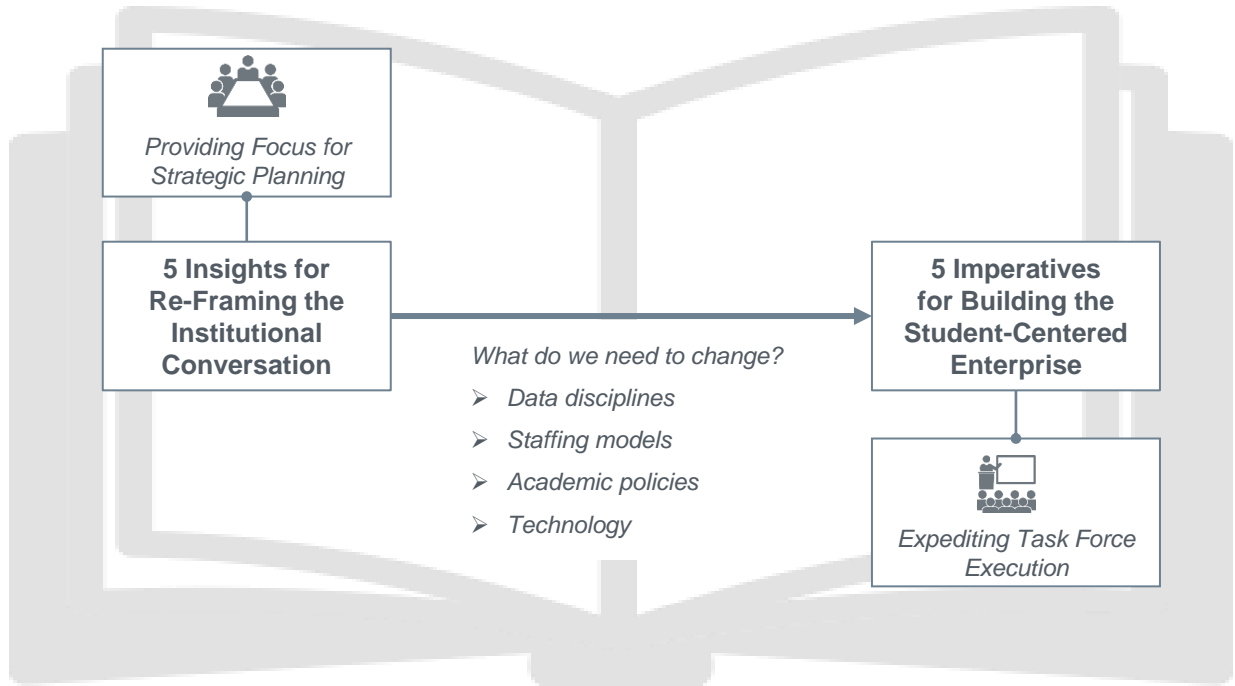 Providing Focus for
Strategic Planning
5 Insights for
Re-Framing the
Institutional
Conversation
What do we need to change?
➢ Data disciplines
➢ Staffing models
➢ Academic policies
➢ Technology
5 Imperatives
for Building the
Student-Centered
Enterprise
Expediting Task Force
Execution